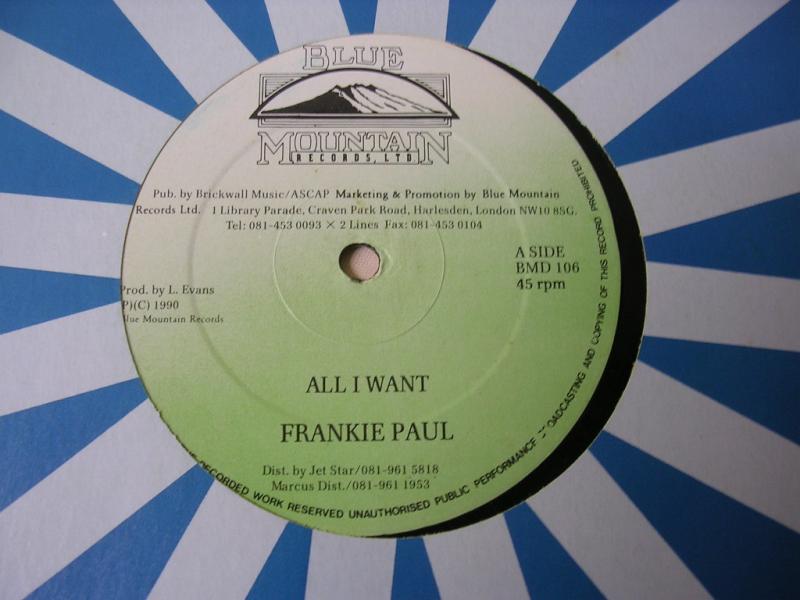 BLUE
MOUNTAIN
RECORDS, LTD
Pub. by Brickwall Music/ASCAP Marketing & Promotion by Blue Mountain
Records Ltd. 1 Library Parade, Craven Park Road, Harlesden, London NW10 8SG.
Tel: 081-453 0093 × 2 Lines Fax: 081-453 0104
A SIDE
BMD 106
45 rpm
Prod. by L. Evans
P)(C) 1990
Blue Mountain Records
ALL I WANT
FRANKIE PAUL
Dist. by Jet Star/081-961 5818
Marcus Dist./081-961 1953
RECORDED WORK RESERVED UNAUTHORISED PUBLIC PERFORMANCE BROADCASTING AND COPYING OF THIS RECORD PROHIBITED